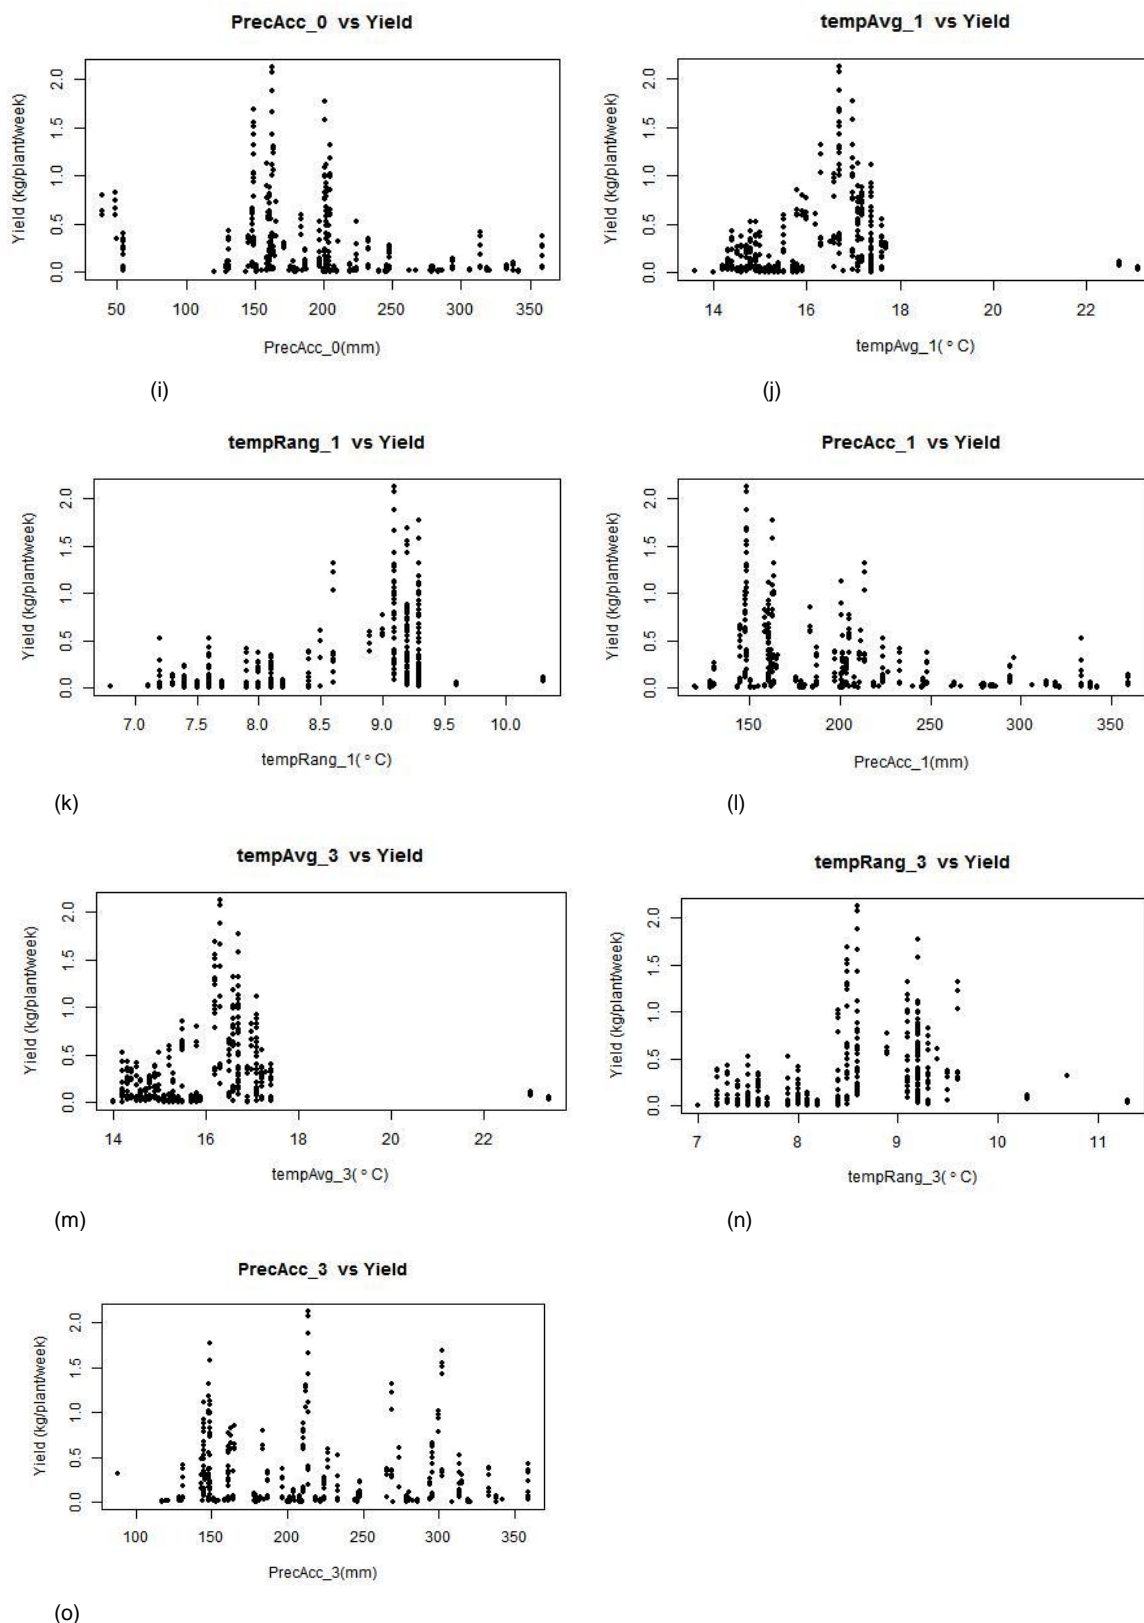 PrecAcc_0 vs Yield
tempAvg_1 vs Yield
Yield (kg/plant/week)
0.0 0.5 1.0 1.5 2.0
50 100 150 200 250 300 350
PrecAcc_0(mm)
(i)
Yield (kg/plant/week)
0.0 0.5 1.0 1.5 2.0
14 16 18 20 22
tempAvg_1( ° C)
(j)
tempRang_1 vs Yield
PrecAcc_1 vs Yield
Yield (kg/plant/week)
0.0 0.5 1.0 1.5 2.0
7.0 7.5 8.0 8.5 9.0 9.5 10.0
tempRang_1( ° C)
(k)
Yield (kg/plant/week)
0.0 0.5 1.0 1.5 2.0
150 200 250 300 350
PrecAcc_1(mm)
(l)
tempAvg_3 vs Yield
tempRang_3 vs Yield
Yield (kg/plant/week)
0.0 0.5 1.0 1.5 2.0
14 16 18 20 22
tempAvg_3( ° C)
(m)
Yield (kg/plant/week)
0.0 0.5 1.0 1.5 2.0
7 8 9 10 11
tempRang_3( ° C)
(n)
PrecAcc_3 vs Yield
Yield (kg/plant/week)
0.0 0.5 1.0 1.5 2.0
100 150 200 250 300 350
PrecAcc_3(mm)
(o)